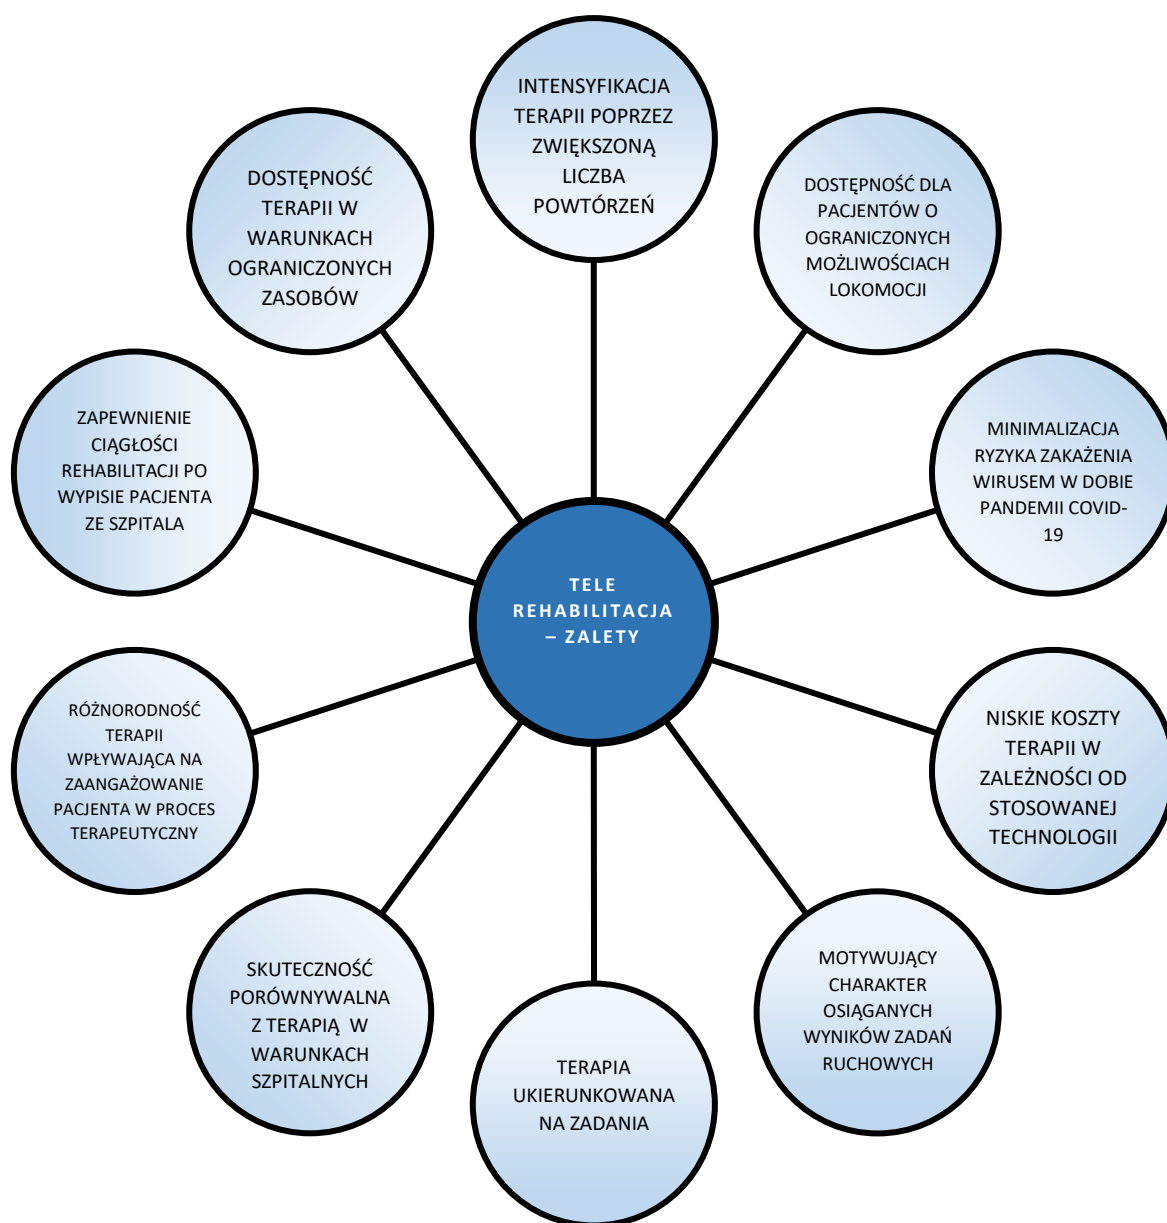 INTENSYFIKACJA
TERAPII POPRZEZ
ZWIĘKSZONĄ
LICZBA
POWTÓRZEŃ
DOSTĘPNOŚĆ DLA
PACJENTÓW O
OGRANICZONYCH
MOŻLIWOŚCIACH
LOKOMOCJI
MINIMALIZACJA
RYZYKA ZAKAŻENIA
WIRUSEM W DOBIE
PANDEMII COVID-
19
NISKIE KOSZTY
TERAPII W
ZALEŻNOŚCI OD
STOSOWANEJ
TECHNOLOGII
MOTYWUJĄCY
CHARAKTER
OSIĄGANYCH
WYNIKÓW ZADAŃ
RUCHOWYCH
TERAPIA
UKIERUNKOWANA
NA ZADANIA
SKUTECZNOŚĆ
PORÓWNYWALNA
Z TERAPIĄ W
WARUNKACH
SZPITALNYCH
RÓŻNORODNOŚĆ
TERAPII
WPŁYWAJĄCA NA
ZAANGAŻOWANIE
PACJENTA W PROCES
TERAPEUTYCZNY
ZAPEWNIENIE
CIĄGŁOŚCI
REHABILITACJI PO
WYPISIE PACJENTA
ZE SZPITALA
DOSTĘPNOŚĆ
TERAPII W
WARUNKACH
OGRANICZONYCH
ZASOBÓW
TELE
REHABILITACJA
– ZALETY